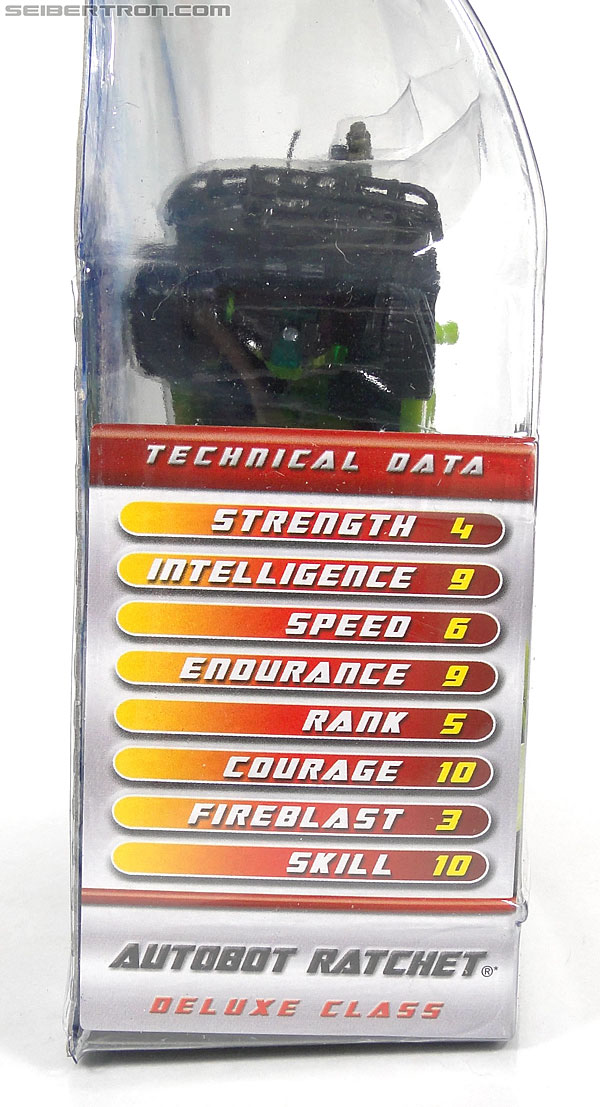 SEIBERTRON.COM
TECHNICAL DATA
STRENGTH 4
INTELLIGENCE 9
SPEED 6
ENDURANCE 9
RANK 5
COURAGE 10
FIREBLAST 3
SKILL 10
AUTOBOT RATCHET®*
DELUXE CLASS